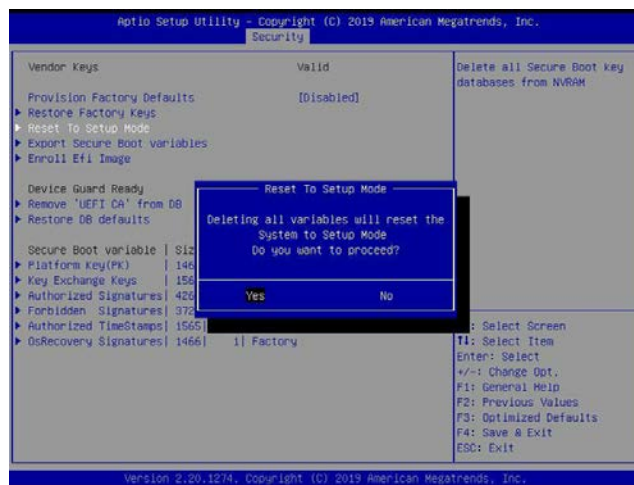 Aptio Setup Utility - Copyright (C) 2019 American Megatrends, Inc.
Security
Vendor Keys Valid
Provision Factory Defaults [Disabled]
Restore Factory Keys
Reset To Setup Mode
Export Secure Boot variables
Enroll Efi Image
Device Guard Ready
Remove 'UEFI CA' from DB
Restore DB defaults
Secure Boot variable | Siz
Platform Key(PK) | 146
Key Exchange Keys | 156
Authorized Signatures| 426
Forbidden Signatures| 372
Authorized TimeStamps| 1565|
OsRecovery Signatures| 1466| 1| Factory
Reset To Setup Mode
Deleting all variables will reset the
System to Setup Mode
Do you want to proceed?
Yes No
Delete all Secure Boot key
databases from NVRAM
: Select Screen
↑↓: Select Item
Enter: Select
+/-: Change Opt.
F1: General Help
F2: Previous Values
F3: Optimized Defaults
F4: Save & Exit
ESC: Exit
Version 2.20.1274. Copyright (C) 2019 American Megatrends, Inc.